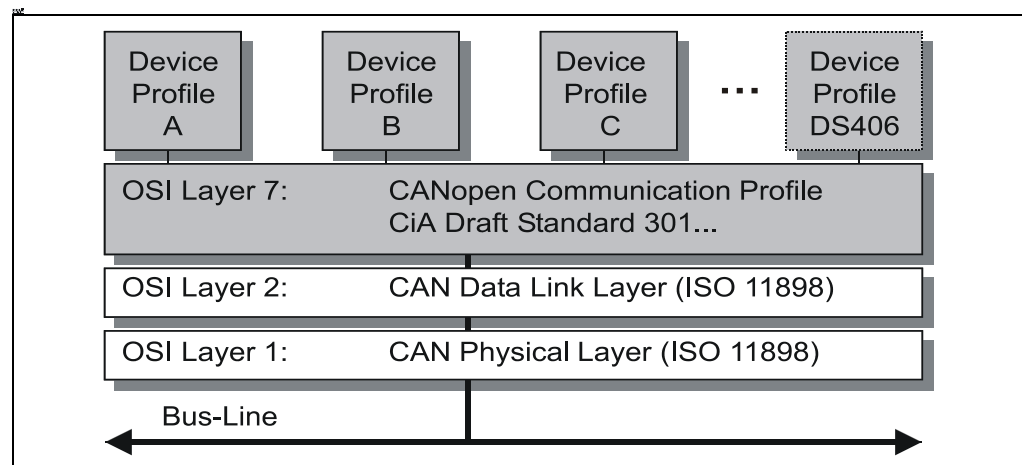 Device Profile A
Device Profile B
Device Profile C
...
Device Profile DS406
OSI Layer 7: CANopen Communication Profile
CiA Draft Standard 301...
OSI Layer 2: CAN Data Link Layer (ISO 11898)
OSI Layer 1: CAN Physical Layer (ISO 11898)
Bus-Line